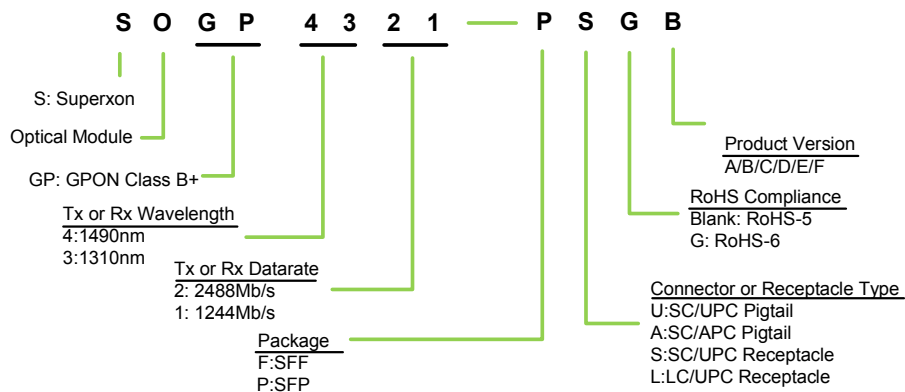 S O G P 4 3 2 1 — P S G B
S: Superxon
Optical Module
GP: GPON Class B+
Tx or Rx Wavelength
4:1490nm
3:1310nm
Tx or Rx Datarate
2: 2488Mb/s
1: 1244Mb/s
Package
F:SFF
P:SFP
Product Version
A/B/C/D/E/F
RoHS Compliance
Blank: RoHS-5
G: RoHS-6
Connector or Receptacle Type
U:SC/UPC Pigtail
A:SC/APC Pigtail
S:SC/UPC Receptacle
L:LC/UPC Receptacle